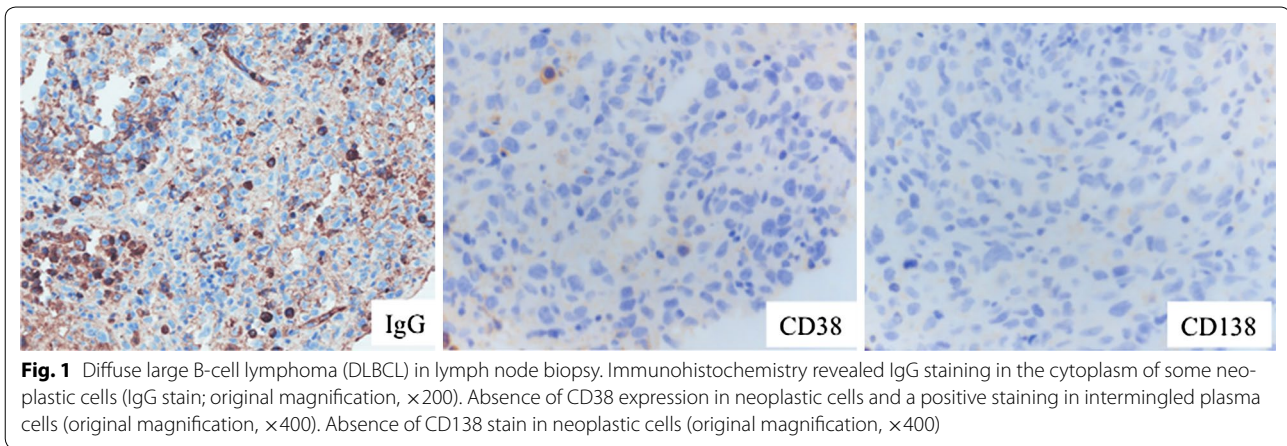 IgG
CD38
CD138
Fig. 1 Diffuse large B-cell lymphoma (DLBCL) in lymph node biopsy. Immunohistochemistry revealed IgG staining in the cytoplasm of some neo-
plastic cells (IgG stain; original magnification, ×200). Absence of CD38 expression in neoplastic cells and a positive staining in intermingled plasma
cells (original magnification, ×400). Absence of CD138 stain in neoplastic cells (original magnification, ×400)